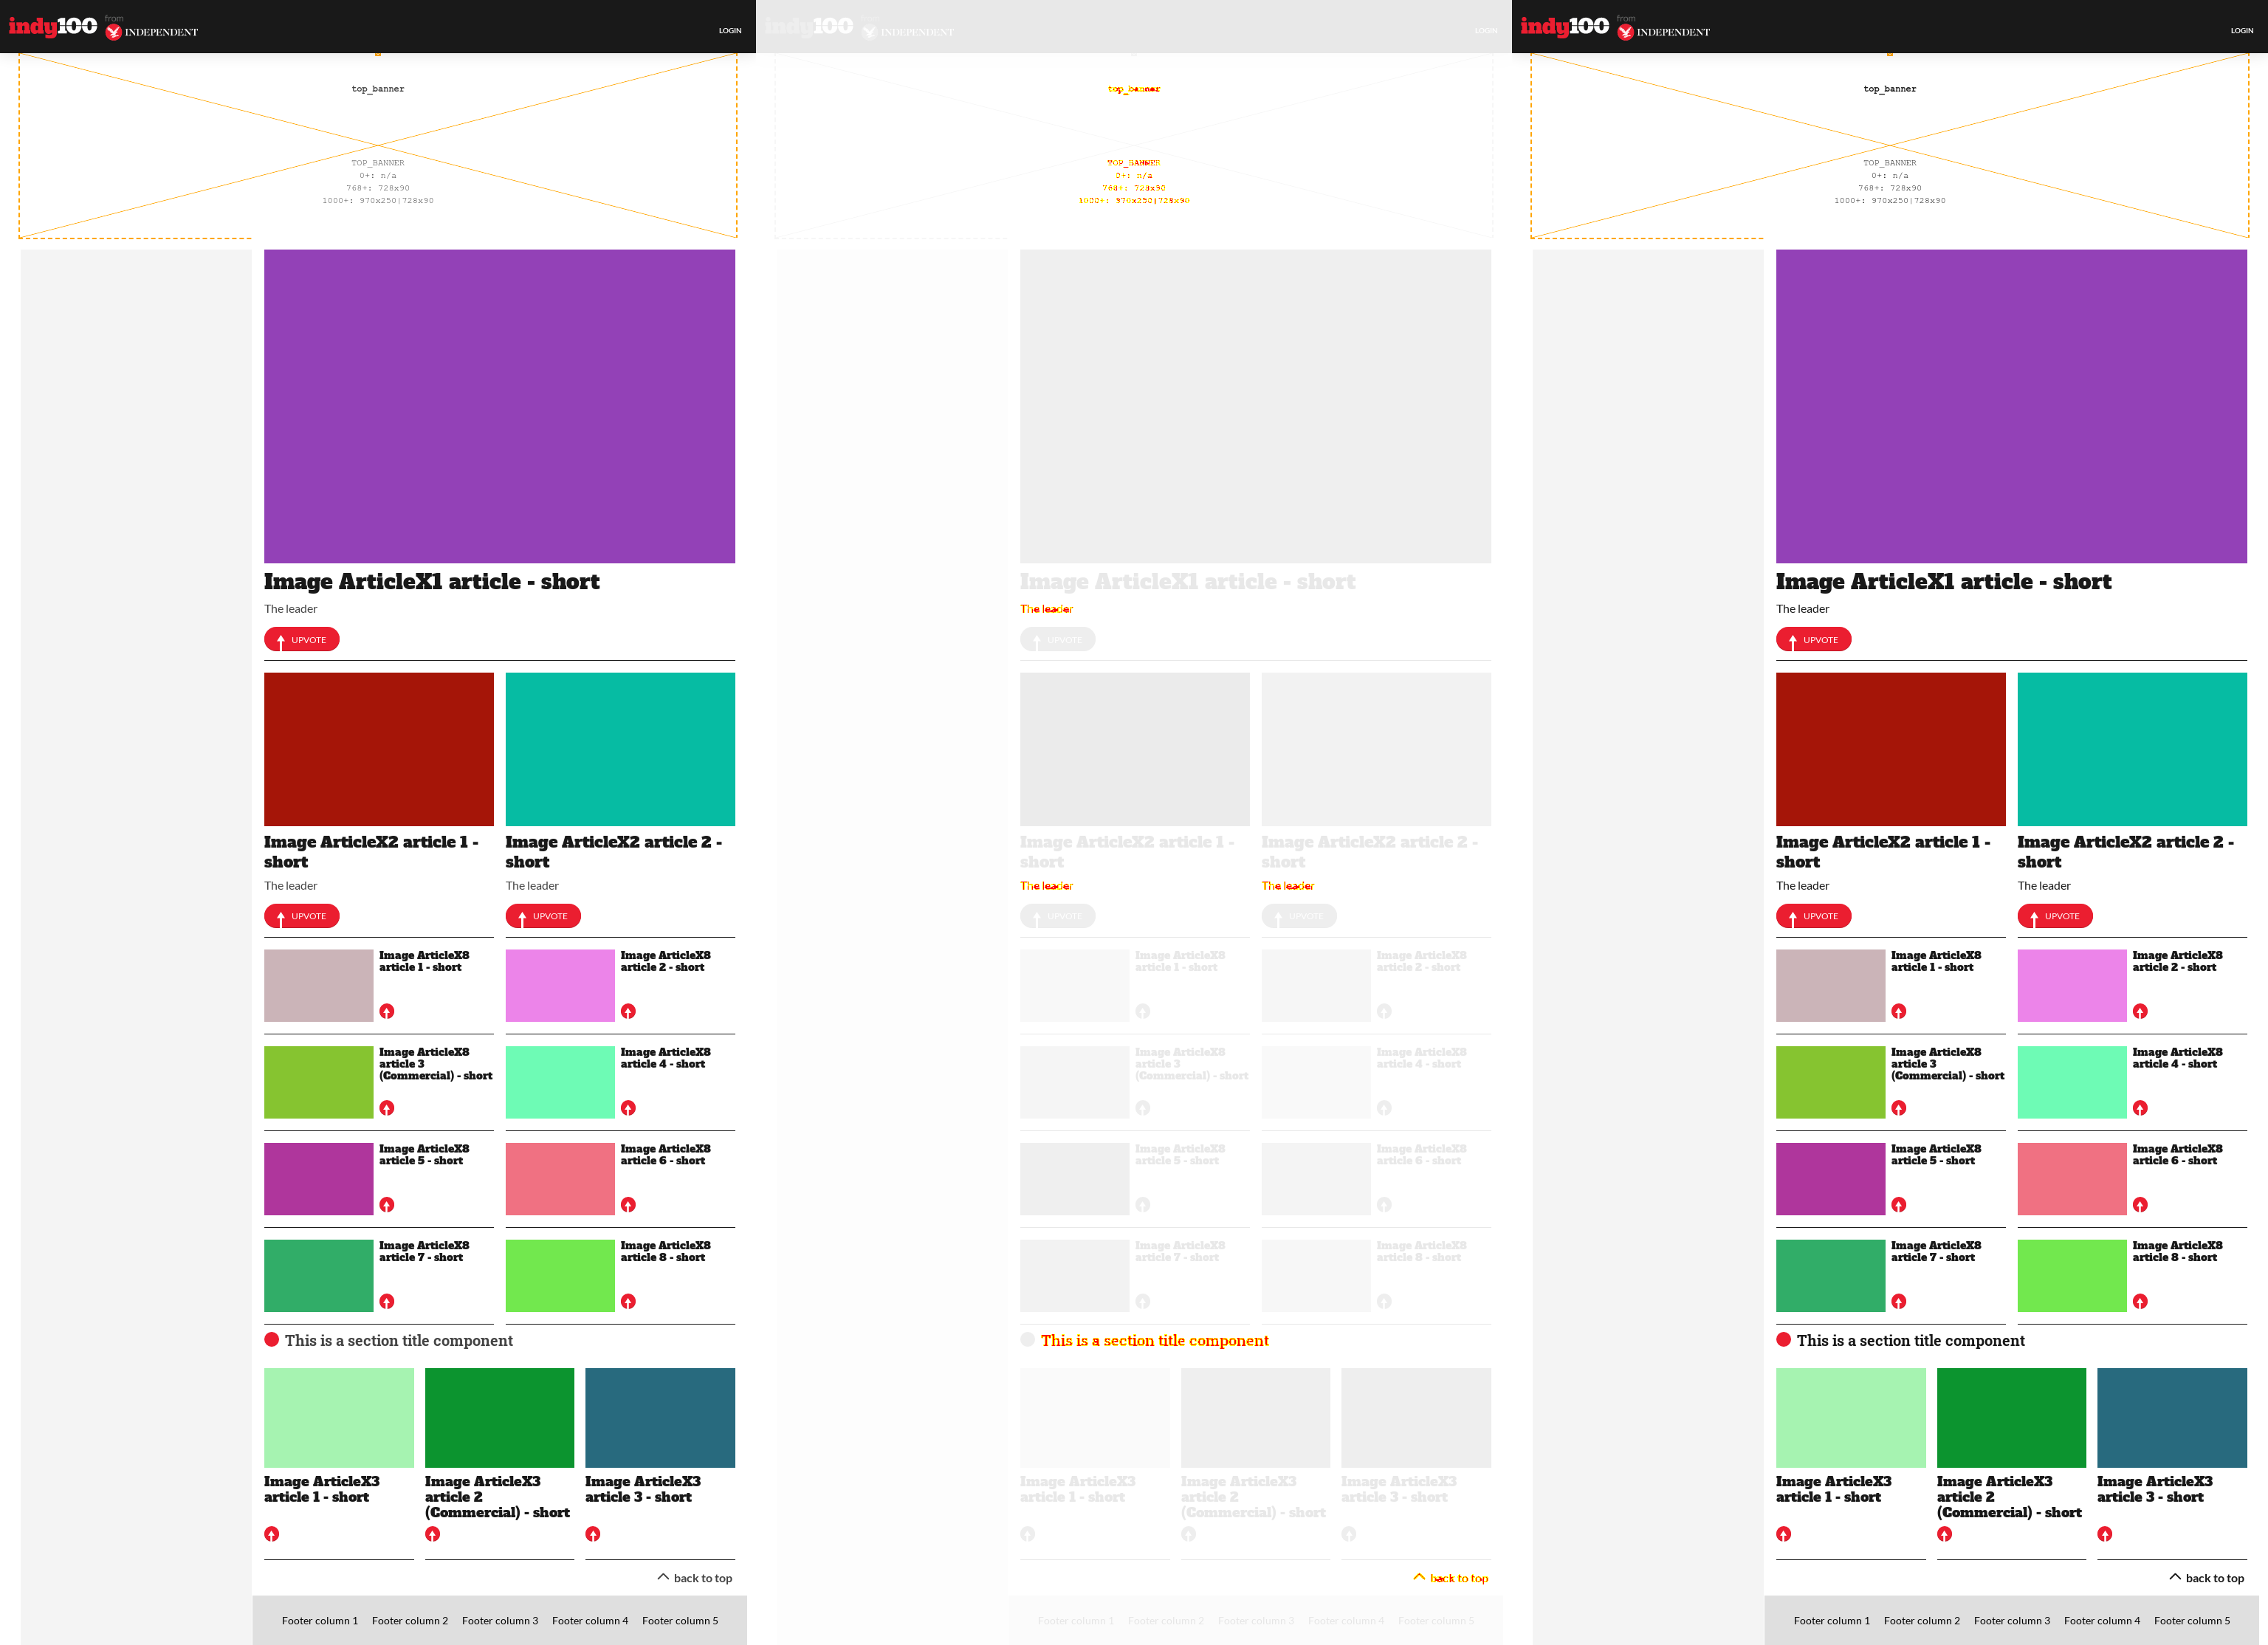 indy100 from INDEPENDENT
LOGIN
top_banner
TOP_BANNER
0+: n/a
768+: 728x90
1000+: 970x250|728x90
Image ArticleX1 article - short
The leader
UPVOTE
Image ArticleX2 article 1 -
short
The leader
UPVOTE
Image ArticleX2 article 2 -
short
The leader
UPVOTE
Image ArticleX8
article 1 - short
Image ArticleX8
article 2 - short
Image ArticleX8
article 3
(Commercial) - short
Image ArticleX8
article 4 - short
Image ArticleX8
article 5 - short
Image ArticleX8
article 6 - short
Image ArticleX8
article 7 - short
Image ArticleX8
article 8 - short
This is a section title component
Image ArticleX3
article 1 - short
Image ArticleX3
article 2
(Commercial) - short
Image ArticleX3
article 3 - short
back to top
Footer column 1 Footer column 2 Footer column 3 Footer column 4 Footer column 5
indy100 INDEPENDENT
LOGIN
top_banner
TOP_BANNER
0+: n/a
768+: 728x90
1000+: 970x250|728x90
Image ArticleX1 article - short
The leader
UPVOTE
Image ArticleX2 article 1 -
short
The leader
UPVOTE
Image ArticleX2 article 2 -
short
The leader
UPVOTE
Image ArticleX8
article 1 - short
Image ArticleX8
article 2 - short
Image ArticleX8
article 3
(Commercial) - short
Image ArticleX8
article 4 - short
Image ArticleX8
article 5 - short
Image ArticleX8
article 6 - short
Image ArticleX8
article 7 - short
Image ArticleX8
article 8 - short
This is a section title component
Image ArticleX3
article 1 - short
Image ArticleX3
article 2
(Commercial) - short
Image ArticleX3
article 3 - short
back to top
Footer column 1 Footer column 2 Footer column 3 Footer column 4 Footer column 5
indy100 from INDEPENDENT
LOGIN
top_banner
TOP_BANNER
0+: n/a
768+: 728x90
1000+: 970x250|728x90
Image ArticleX1 article - short
The leader
UPVOTE
Image ArticleX2 article 1 -
short
The leader
UPVOTE
Image ArticleX2 article 2 -
short
The leader
UPVOTE
Image ArticleX8
article 1 - short
Image ArticleX8
article 2 - short
Image ArticleX8
article 3
(Commercial) - short
Image ArticleX8
article 4 - short
Image ArticleX8
article 5 - short
Image ArticleX8
article 6 - short
Image ArticleX8
article 7 - short
Image ArticleX8
article 8 - short
This is a section title component
Image ArticleX3
article 1 - short
Image ArticleX3
article 2
(Commercial) - short
Image ArticleX3
article 3 - short
back to top
Footer column 1 Footer column 2 Footer column 3 Footer column 4 Footer column 5